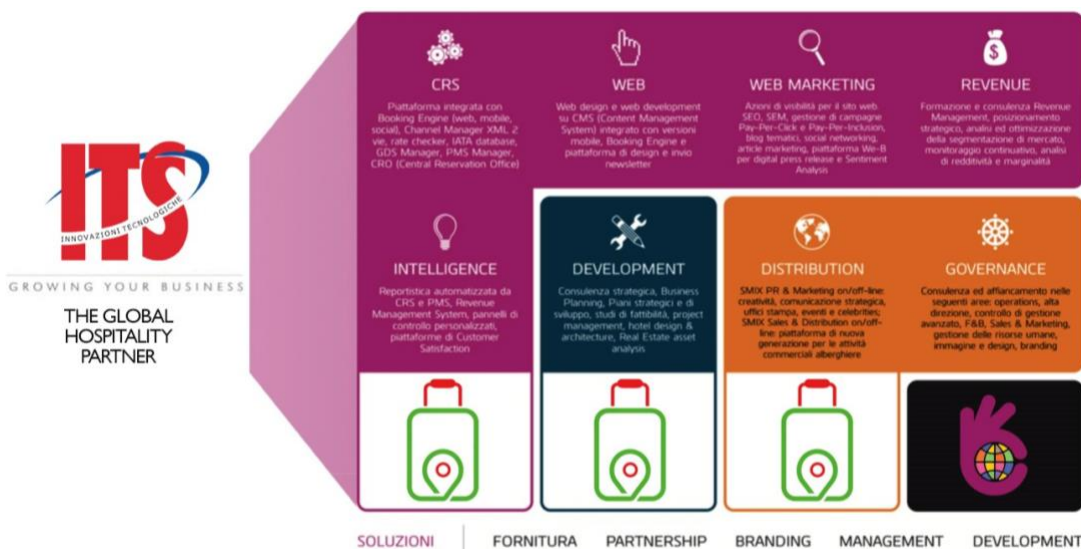 ITS
INNOVAZIONI TECNOLOGICHE
GROWING YOUR BUSINESS
THE GLOBAL
HOSPITALITY
PARTNER
CRS
Piattaforma integrata con
Booking Engine (web, mobile,
social), Channel Manager XML 2
vie, rate checker, IATA database,
GDS Manager, PMS Manager,
CRO (Central Reservation Office)
WEB
Web design e web development
su CMS (Content Management
System) integrato con versioni
mobile, Booking Engine e
piattaforma di design e invio
newsletter
WEB MARKETING
Azioni di visibilità per il sito web.
SEO, SEM, gestione di campagne
Pay-Per-Click e Pay-Per-Inclusion,
blog tematici, social networking,
article marketing, piattaforma We-B
per digital press release e Sentiment
Analysis
REVENUE
Formazione e consulenza Revenue
Management, posizionamento
strategico, analisi ed ottimizzazione
della segmentazione di mercato,
monitoraggio continuativo, analisi
di redditività e marginalità
INTELLIGENCE
Reportistica automatizzata da
CRS e PMS, Revenue
Management System, pannelli di
controllo personalizzati,
piattaforme di Customer
Satisfaction
DEVELOPMENT
Consulenza strategica, Business
Planning, Piani strategici e di
sviluppo, studi di fattibilità, project
management, hotel design &
architecture, Real Estate asset
analysis
DISTRIBUTION
SMIX PR & Marketing on/off-line:
creatività, comunicazione strategica,
uffici stampa, eventi e celebrities;
SMIX Sales & Distribution on/off-
line: piattaforma di nuova
generazione per le attività
commerciali alberghiere
GOVERNANCE
Consulenza ed affiancamento nelle
seguenti aree: operations, alta
direzione, controllo di gestione
avanzato, F&B, Sales & Marketing,
gestione delle risorse umane,
immagine e design, branding
SOLUZIONI FORNITURA PARTNERSHIP BRANDING MANAGEMENT DEVELOPMENT